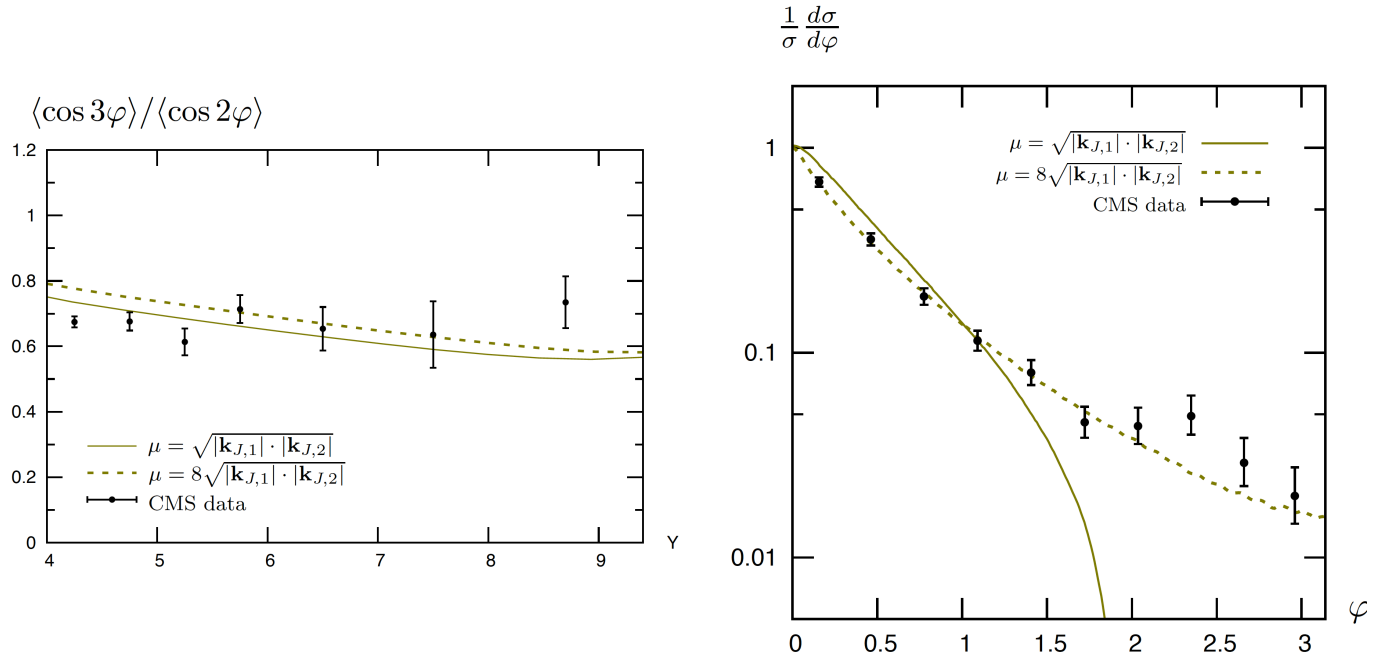 ⟨cos 3φ⟩/⟨cos 2φ⟩
1.2
1
0.8
0.6
0.4
0.2
0
4 5 6 7 8 9
Y
μ = √|k_{J,1}| · |k_{J,2}|
μ = 8√|k_{J,1}| · |k_{J,2}|
CMS data
1/σ dσ/dφ
1
0.1
0.01
0 0.5 1 1.5 2 2.5 3
φ
μ = √|k_{J,1}| · |k_{J,2}|
μ = 8√|k_{J,1}| · |k_{J,2}|
CMS data